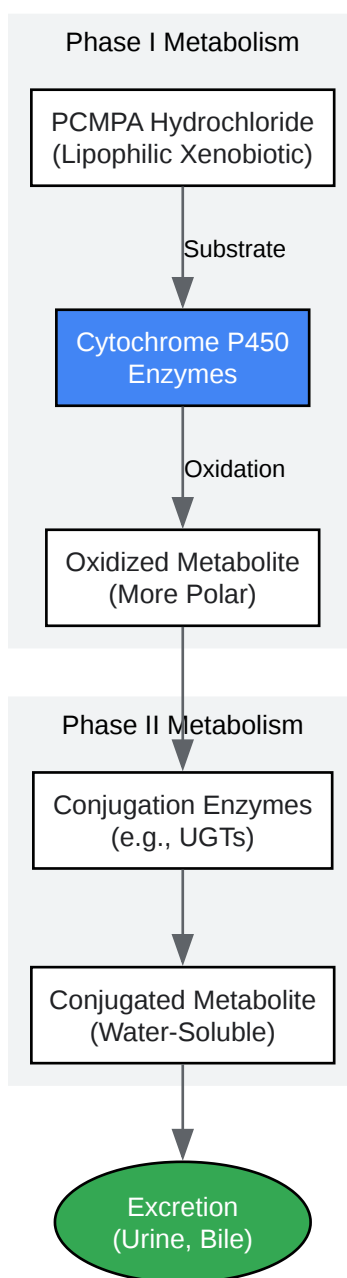 Phase I Metabolism
PCMPA Hydrochloride
(Lipophilic Xenobiotic)
Substrate
Cytochrome P450
Enzymes
Oxidation
Oxidized Metabolite
(More Polar)
Phase II Metabolism
Conjugation Enzymes
(e.g., UGTs)
Conjugated Metabolite
(Water-Soluble)
Excretion
(Urine, Bile)